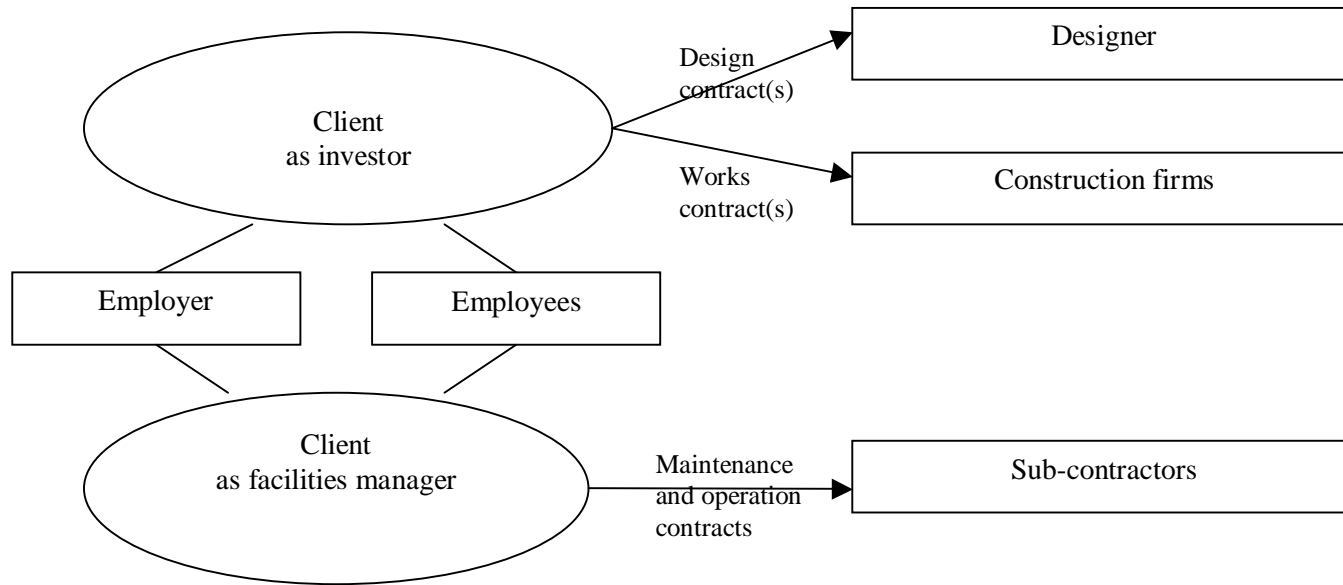 Designer
Design
contract(s)
Client
as investor
Works
contract(s)
Construction firms
Employer
Employees
Client
as facilities manager
Maintenance
and operation
contracts
Sub-contractors